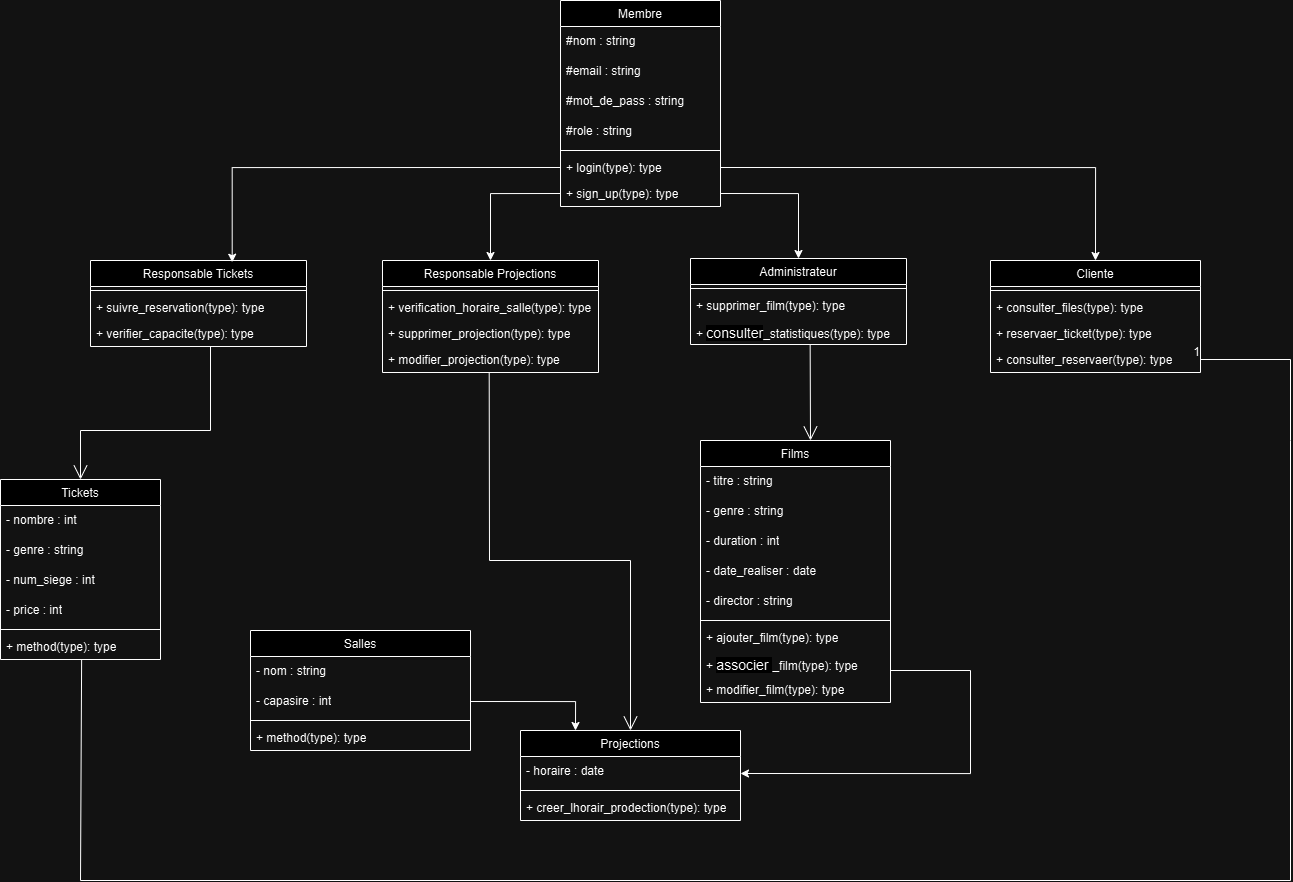 Membre
#nom : string
#email : string
#mot_de_pass : string
#role : string
+ login(type): type
+ sign_up(type): type
Responsable Tickets
+ suivre_reservation(type): type
+ verifier_capacite(type): type
Responsable Projections
+ verification_horaire_salle(type): type
+ supprimer_projection(type): type
+ modifier_projection(type): type
Administrateur
+ supprimer_film(type): type
+ consulter_statistiques(type): type
Cliente
+ consulter_files(type): type
+ reservaer_ticket(type): type
+ consulter_reservaer(type): type
1
Films
- titre : string
- genre : string
- duration : int
- date_realiser : date
- director : string
+ ajouter_film(type): type
+ associer _film(type): type
+ modifier_film(type): type
Tickets
- nombre : int
- genre : string
- num_siege : int
- price : int
+ method(type): type
Salles
- nom : string
- capasire : int
+ method(type): type
Projections
- horaire : date
+ creer_lhorair_prodection(type): type